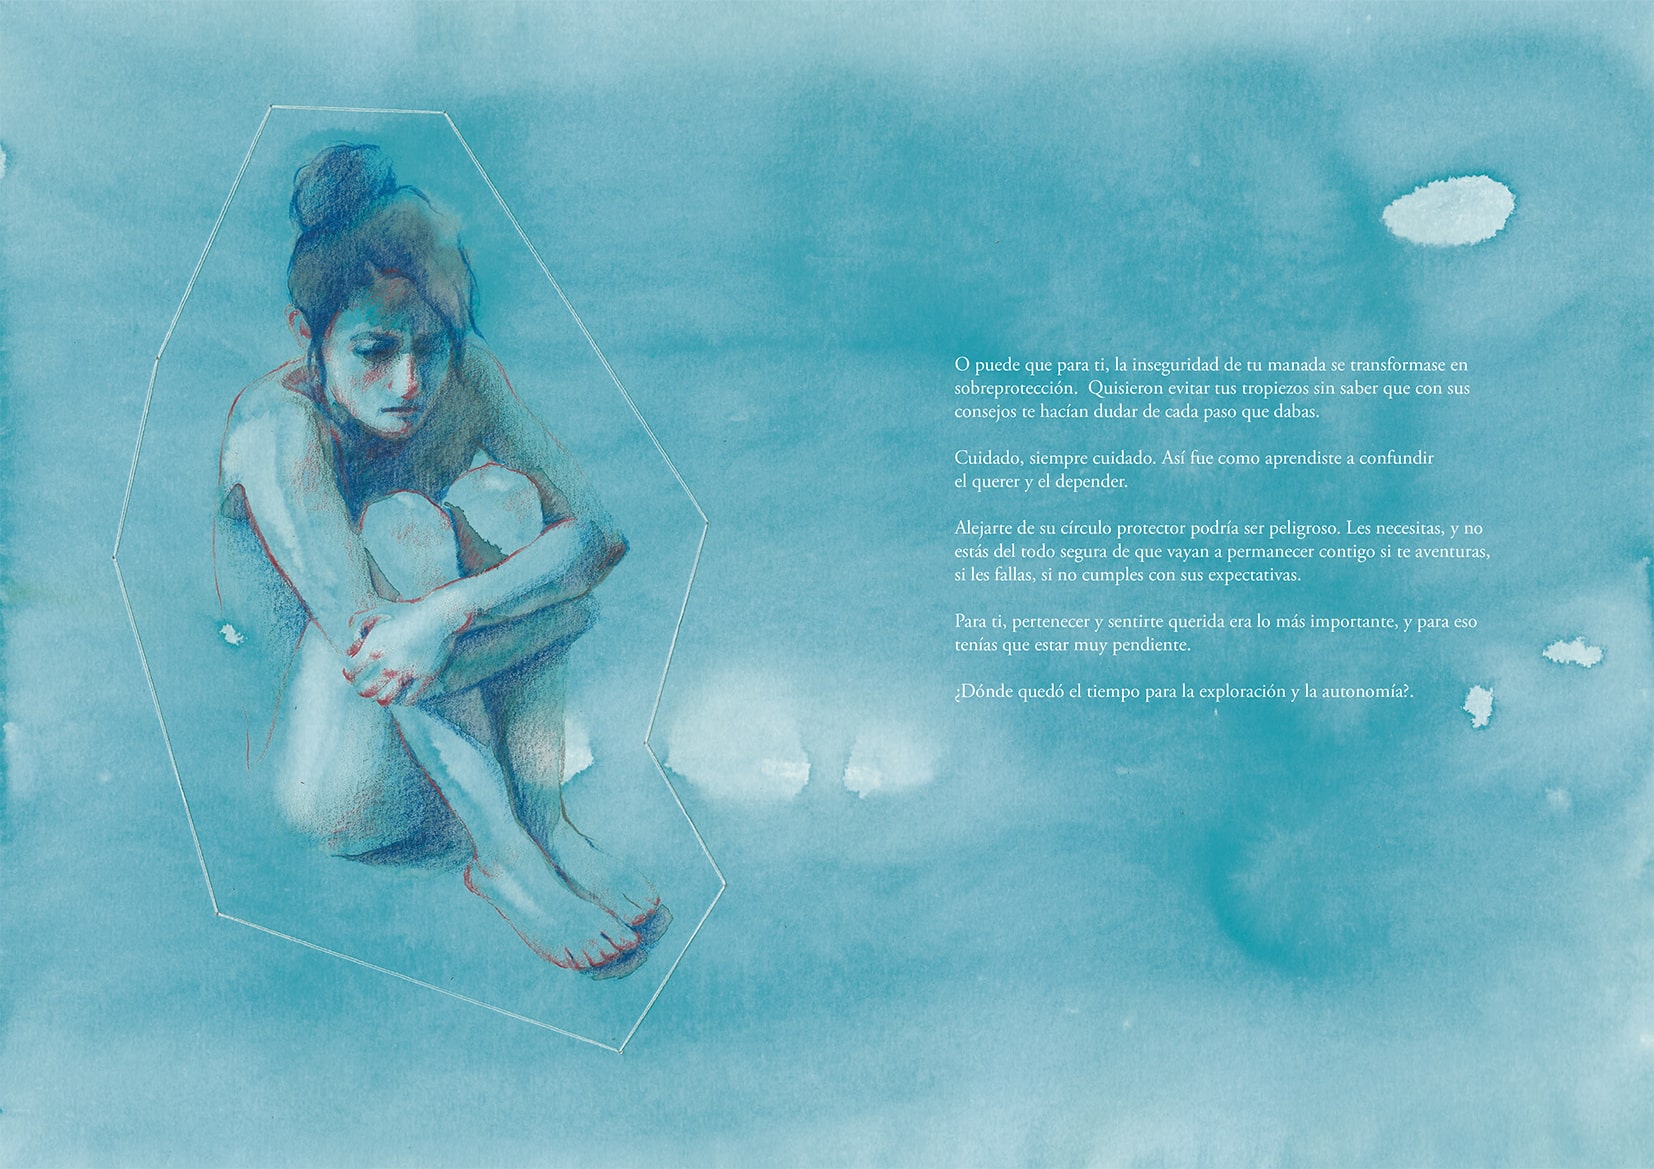 O puede que para ti, la inseguridad de tu manada se transformase en
sobreprotección.  Quisieron evitar tus tropiezos sin saber que con sus
consejos te hacían dudar de cada paso que dabas.
Cuidado, siempre cuidado. Así fue como aprendiste a confundir
el querer y el depender.
Alejarte de su círculo protector podría ser peligroso. Les necesitas, y no
estás del todo segura de que vayan a permanecer contigo si te aventuras,
si les fallas, si no cumples con sus expectativas.
Para ti, pertenecer y sentirte querida era lo más importante, y para eso
tenías que estar muy pendiente.
¿Dónde quedó el tiempo para la exploración y la autonomía?.